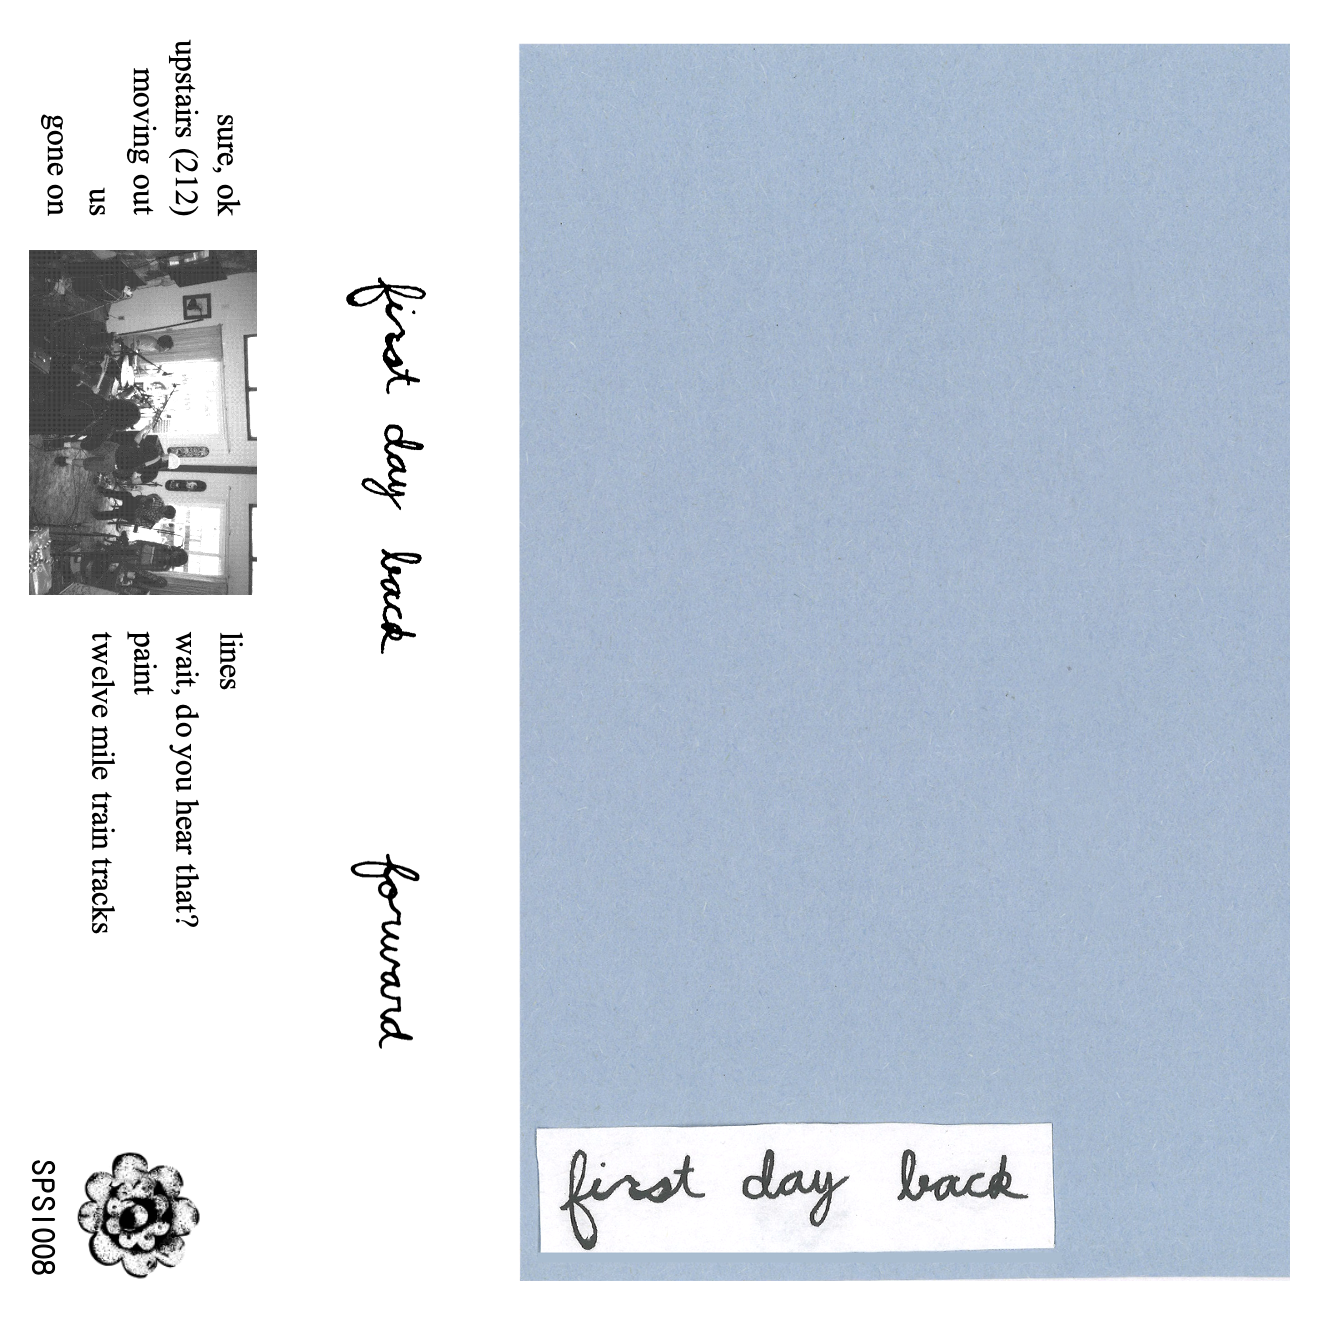 sure, ok
upstairs (212)
moving out
us
gone on
lines
wait, do you hear that?
paint
twelve mile train tracks
SPSI008
first day back
forward
first day back